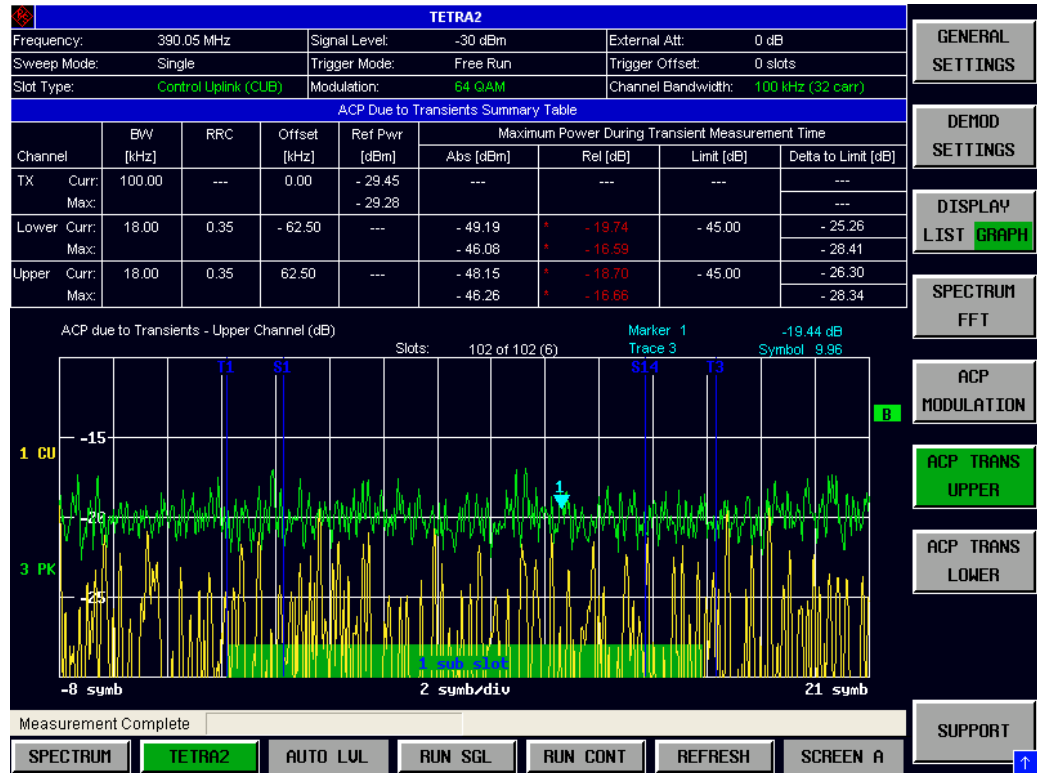 TETRA2
Frequency: 390.05 MHz Signal Level: -30 dBm External Att: 0 dB
Sweep Mode: Single Trigger Mode: Free Run Trigger Offset: 0 slots
Slot Type: Control Uplink (CUB) Modulation: 64 QAM Channel Bandwidth: 100 kHz (32 carr)
ACP Due to Transients Summary Table
BW RRC Offset Ref Pwr Maximum Power During Transient Measurement Time
Channel [kHz] [kHz] [dBm] Abs [dBm] Rel [dB] Limit [dB] Delta to Limit [dB]
TX Curr: 100.00 --- 0.00 - 29.45 --- --- --- ---
Max: - 29.28 ---
Lower Curr: 18.00 0.35 - 62.50 --- - 49.19 * - 19.74 - 45.00 - 25.26
Max: - 46.08 * - 16.59 - 28.41
Upper Curr: 18.00 0.35 62.50 --- - 48.15 * - 18.70 - 45.00 - 26.30
Max: - 46.26 * - 16.66 - 28.34
ACP due to Transients - Upper Channel (dB) Marker 1 -19.44 dB
Slots: 102 of 102 (6) Trace 3 Symbol 9.96
T1 S1 S14 T3
B
-15
1 CU
1
-20
3 PK
-25
1 sub slot
-8 symb 2 symb/div 21 symb
Measurement Complete
SPECTRUM TETRA2 AUTO LVL RUN SGL RUN CONT REFRESH SCREEN A
GENERAL
SETTINGS
DEMOD
SETTINGS
DISPLAY
LIST GRAPH
SPECTRUM
FFT
ACP
MODULATION
ACP TRANS
UPPER
ACP TRANS
LOWER
SUPPORT
↑